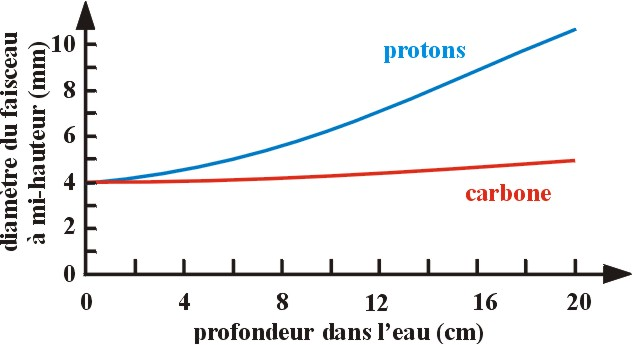 diamètre du faisceau
à mi-hauteur (mm)
10
8
6
4
2
0
protons
carbone
0 4 8 12 16 20
profondeur dans l'eau (cm)